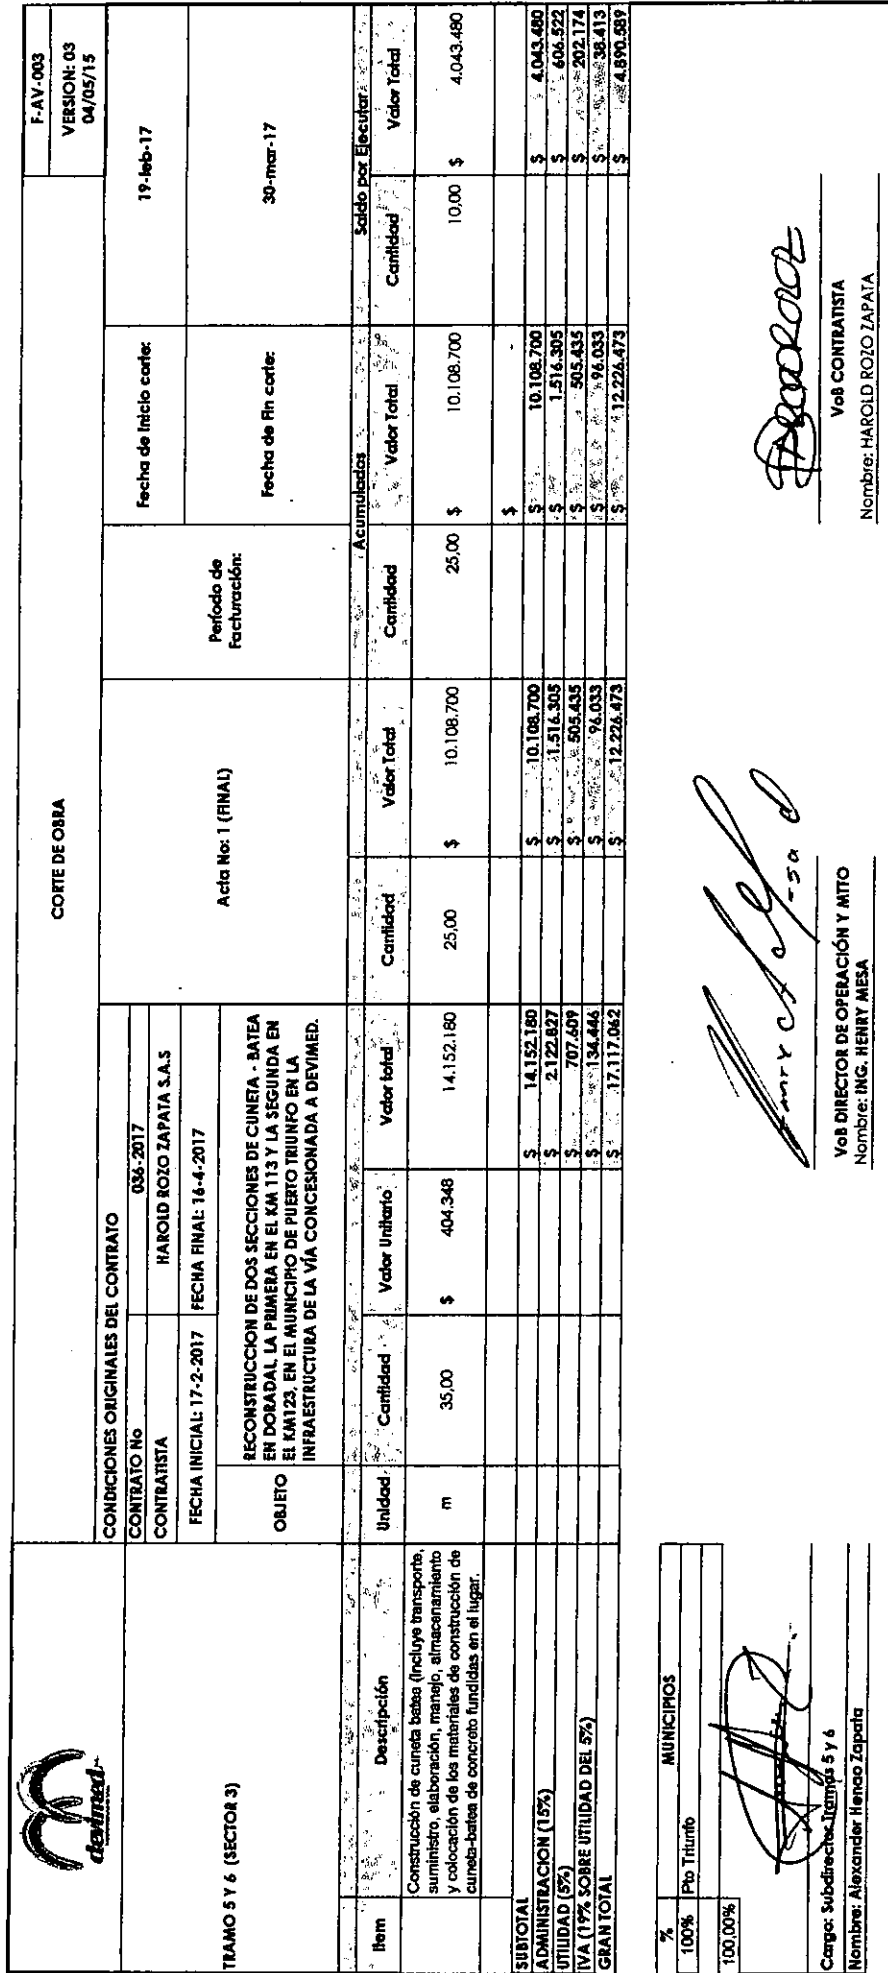 devimed
CORTE DE OBRA
F-AV-003
VERSION: 03
04/05/15
TRAMO 5 Y 6 (SECTOR 3)
CONDICIONES ORIGINALES DEL CONTRATO
CONTRATO No 036-2017
CONTRATISTA HAROLD ROZO ZAPATA S.A.S
FECHA INICIAL: 17-2-2017 FECHA FINAL: 16-4-2017
OBJETO
RECONSTRUCCION DE DOS SECCIONES DE CUNETA - BATEA
EN DORADAL, LA PRIMERA EN EL KM 113 Y LA SEGUNDA EN
EL KM123, EN EL MUNICIPIO DE PUERTO TRIUNFO EN LA
INFRAESTRUCTURA DE LA VÍA CONCESIONADA A DEVIMED.
Acta No: 1 (FINAL)
Período de
Facturación:
Fecha de Inicio corte: 19-feb-17
Fecha de Fin corte: 30-mar-17
Acumulados Saldo por Ejecutar
Item Descripción Unidad Cantidad Valor Unitario Valor total Cantidad Valor Total Cantidad Valor Total Cantidad Valor Total
Construcción de cuneta batea (Incluye transporte,
suministro, elaboración, manejo, almacenamiento
y colocación de los materiales de construcción de
cuneta-batea de concreto fundidas en el lugar.
m 35,00 $ 404.348 14.152.180 25,00 $ 10.108.700 25,00 $ 10.108.700 10,00 $ 4.043.480
$
SUBTOTAL $ 14.152.180 $ 10.108.700 $ 10.108.700 $ 4.043.480
ADMINISTRACION (15%) $ 2.122.827 $ 1.516.305 $ 1.516.305 $ 606.522
UTILIDAD (5%) $ 707.609 $ 505.435 $ 505.435 $ 202.174
IVA (19% SOBRE UTILIDAD DEL 5%) $ 134.446 $ 96.033 $ 96.033 $ 38.413
GRAN TOTAL $ 17.117.062 $ 12.226.473 $ 12.226.473 $ 4.890.589
% MUNICIPIOS
100% Pto Triunfo
100,00%
Cargo: Subdirector Tramos 5 y 6
Nombre: Alexander Henao Zapata
VoB DIRECTOR DE OPERACIÓN Y MTTO
Nombre: ING. HENRY MESA
VoB CONTRATISTA
Nombre: HAROLD ROZO ZAPATA